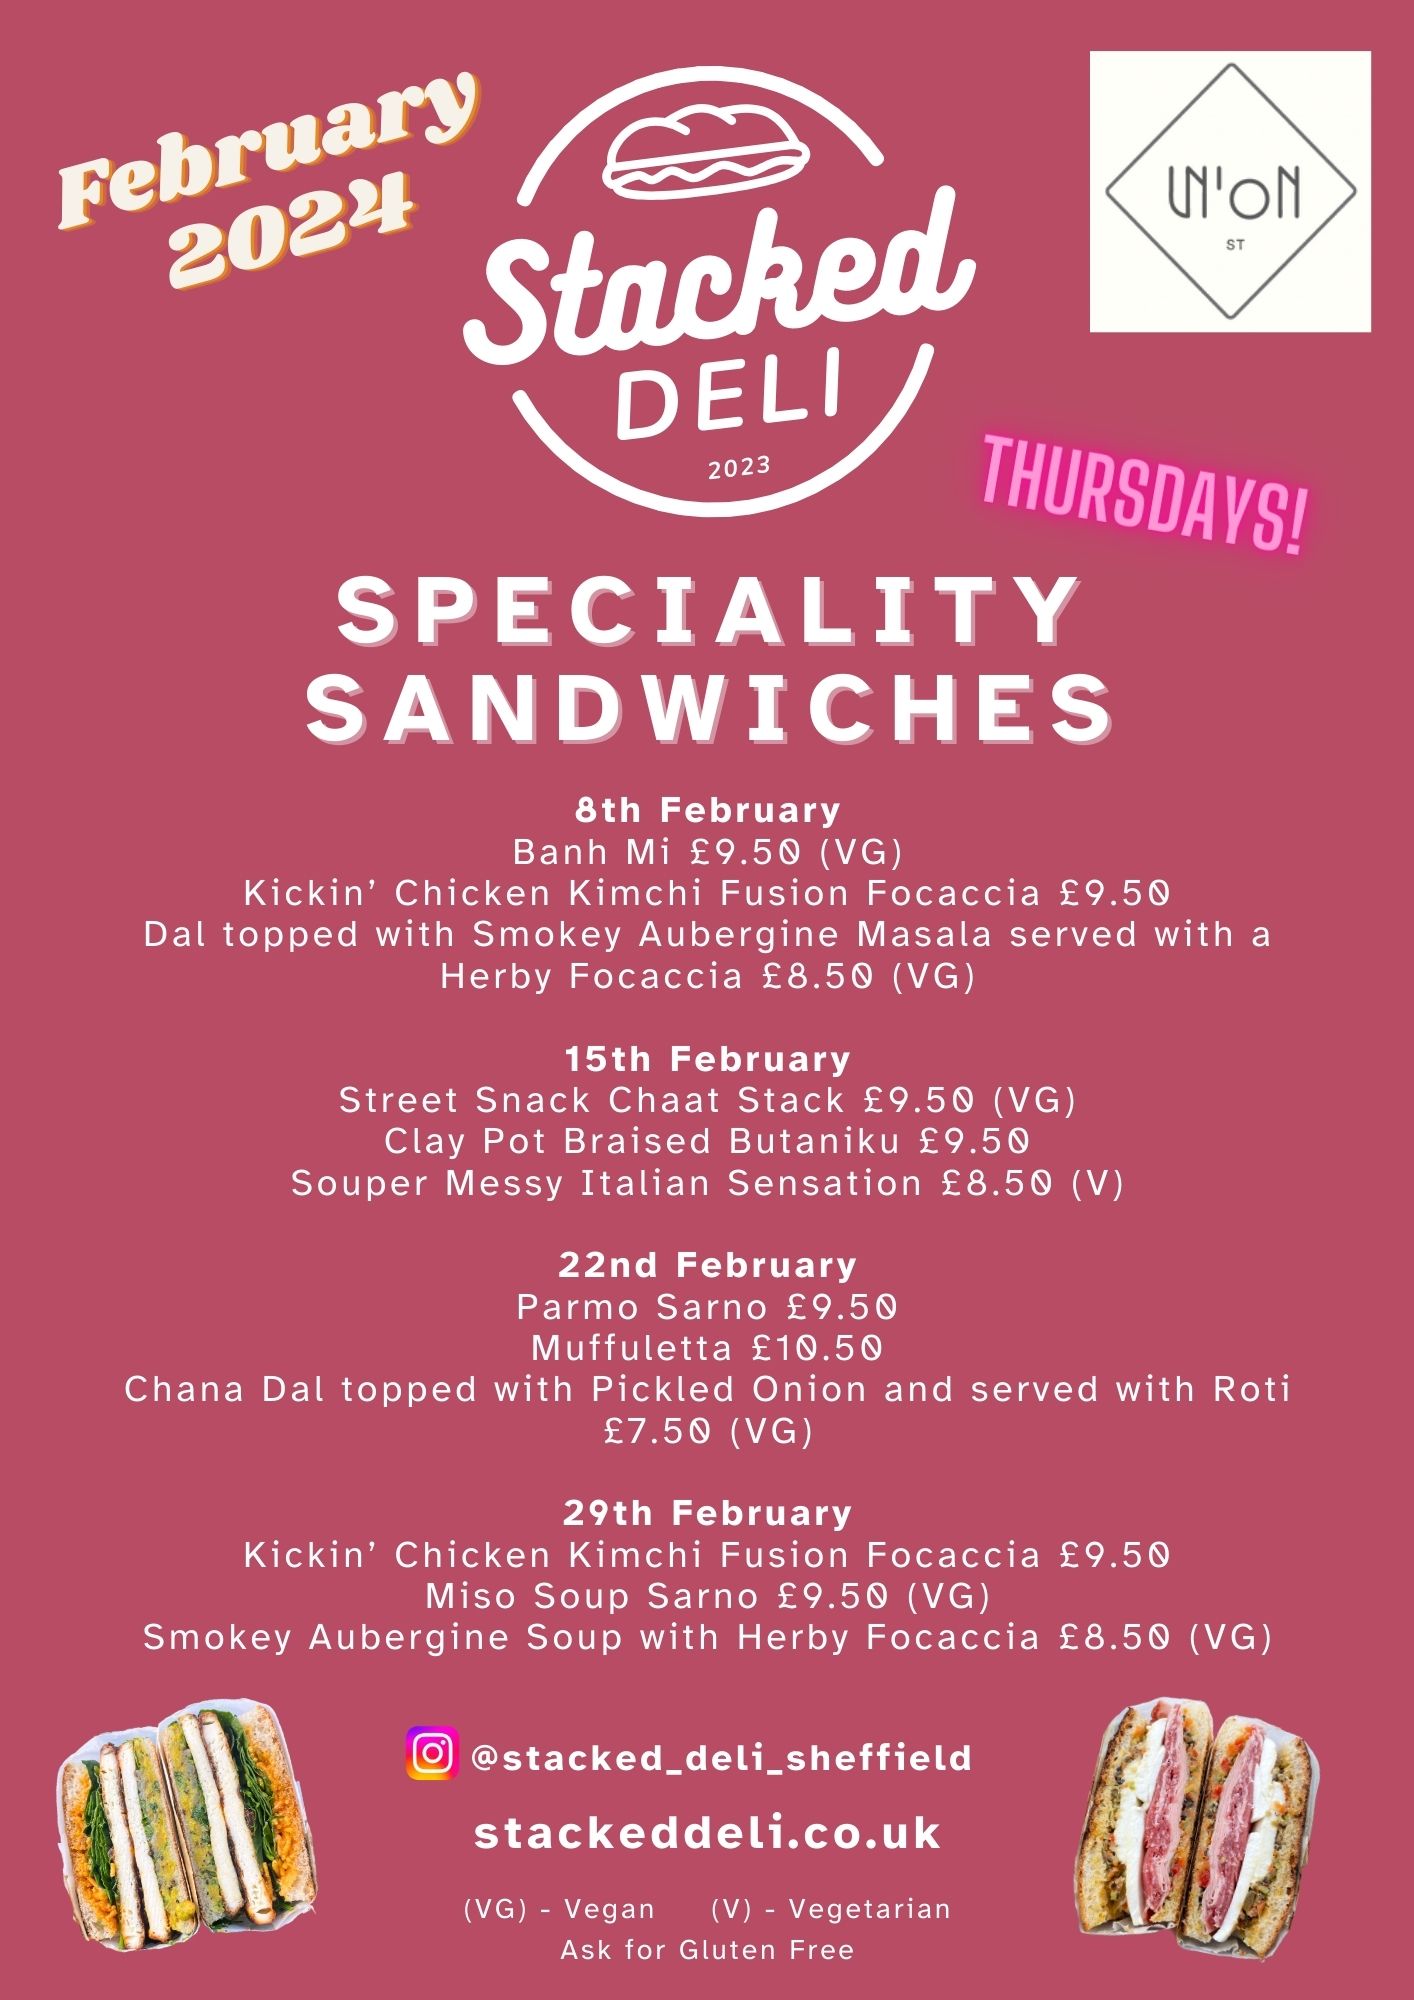 February
2024
Stacked
DELI
2023
UN'ON
ST
THURSDAYS!
SPECIALITY
SANDWICHES
8th February
Banh Mi £9.50 (VG)
Kickin’ Chicken Kimchi Fusion Focaccia £9.50
Dal topped with Smokey Aubergine Masala served with a
Herby Focaccia £8.50 (VG)
15th February
Street Snack Chaat Stack £9.50 (VG)
Clay Pot Braised Butaniku £9.50
Souper Messy Italian Sensation £8.50 (V)
22nd February
Parmo Sarno £9.50
Muffuletta £10.50
Chana Dal topped with Pickled Onion and served with Roti
£7.50 (VG)
29th February
Kickin’ Chicken Kimchi Fusion Focaccia £9.50
Miso Soup Sarno £9.50 (VG)
Smokey Aubergine Soup with Herby Focaccia £8.50 (VG)
@stacked_deli_sheffield
stackeddeli.co.uk
(VG) - Vegan (V) - Vegetarian
Ask for Gluten Free